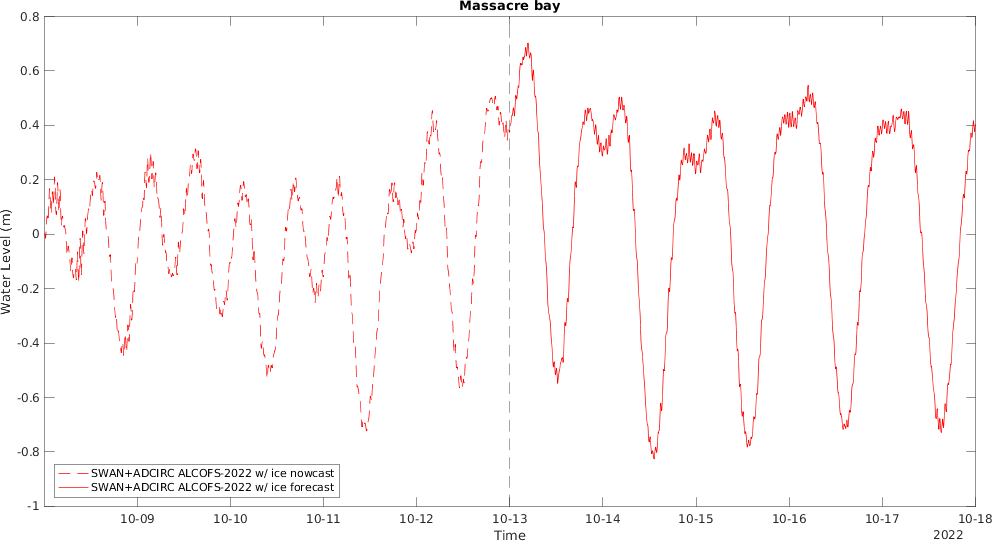 Massacre bay
0.8
0.6
0.4
0.2
0
-0.2
-0.4
-0.6
-0.8
-1
Water Level (m)
SWAN+ADCIRC ALCOFS-2022 w/ ice nowcast
SWAN+ADCIRC ALCOFS-2022 w/ ice forecast
10-09 10-10 10-11 10-12 10-13 10-14 10-15 10-16 10-17 10-18
Time
2022